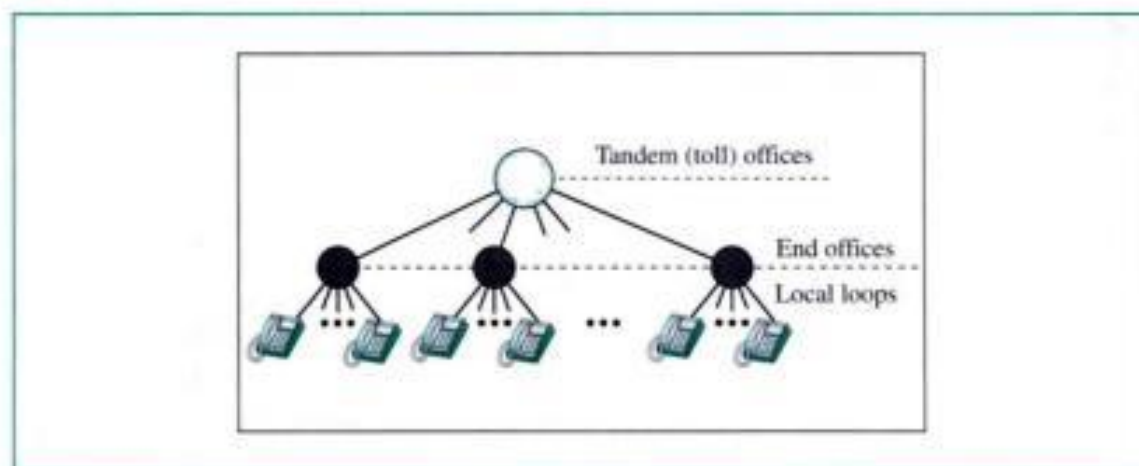 Tandem (toll) offices
End offices
Local loops